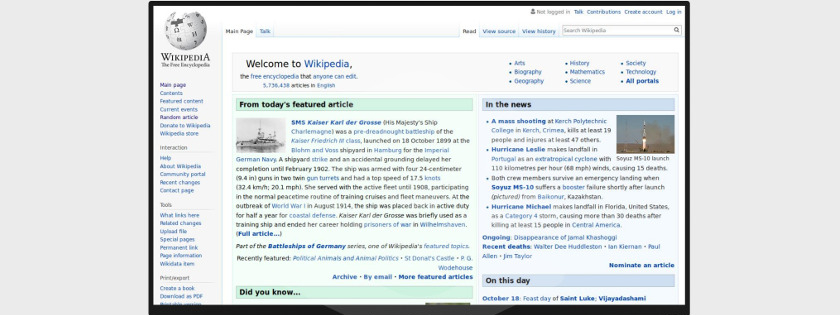 Not logged in Talk Contributions Create account Log in
Main Page Talk
Read View source View history Search Wikipedia
WIKIPEDIA
The Free Encyclopedia
Main page
Contents
Featured content
Current events
Random article
Donate to Wikipedia
Wikipedia store
Interaction
Help
About Wikipedia
Community portal
Recent changes
Contact page
Tools
What links here
Related changes
Upload file
Special pages
Permanent link
Page information
Wikidata item
Print/export
Create a book
Download as PDF
Printable version
Welcome to Wikipedia,
the free encyclopedia that anyone can edit.
5,736,438 articles in English
• Arts
• Biography
• Geography
• History
• Mathematics
• Science
• Society
• Technology
• All portals
From today's featured article
SMS Kaiser Karl der Grosse (His Majesty's Ship
Charlemagne) was a pre-dreadnought battleship of the
Kaiser Friedrich III class, launched on 18 October 1899 at the
Blohm and Voss shipyard in Hamburg for the Imperial
German Navy. A shipyard strike and an accidental grounding delayed her
completion until February 1902. The ship was armed with four 24-centimeter
(9.4 in) guns in two twin gun turrets and had a top speed of 17.5 knots
(32.4 km/h; 20.1 mph). She served with the active fleet until 1908, participating
in the normal peacetime routine of training cruises and fleet maneuvers. At the
outbreak of World War I in August 1914, the ship was placed back in active duty
for half a year for coastal defense. Kaiser Karl der Grosse was briefly used as a
training ship and ended her career holding prisoners of war in Wilhelmshaven.
(Full article...)
Part of the Battleships of Germany series, one of Wikipedia's featured topics.
Recently featured: Political Animals and Animal Politics • St Donat's Castle • P. G.
Wodehouse
Archive • By email • More featured articles
Did you know...
In the news
• A mass shooting at Kerch Polytechnic
College in Kerch, Crimea, kills at least 19
people and injures at least 47 others.
• Hurricane Leslie makes landfall in
Portugal as an extratropical cyclone with
110 kilometres per hour (68 mph) winds, causing 15 deaths.
Soyuz MS-10 launch
• Both crew members survive an emergency landing when
Soyuz MS-10 suffers a booster failure shortly after launch
(pictured) from Baikonur, Kazakhstan.
• Hurricane Michael makes landfall in Florida, United States,
as a Category 4 storm, causing more than 30 deaths after
killing at least 15 people in Central America.
Ongoing: Disappearance of Jamal Khashoggi
Recent deaths: Walter Dee Huddleston • Ian Kiernan • Paul
Allen • Jim Taylor
Nominate an article
On this day
October 18: Feast day of Saint Luke; Vijayadashami